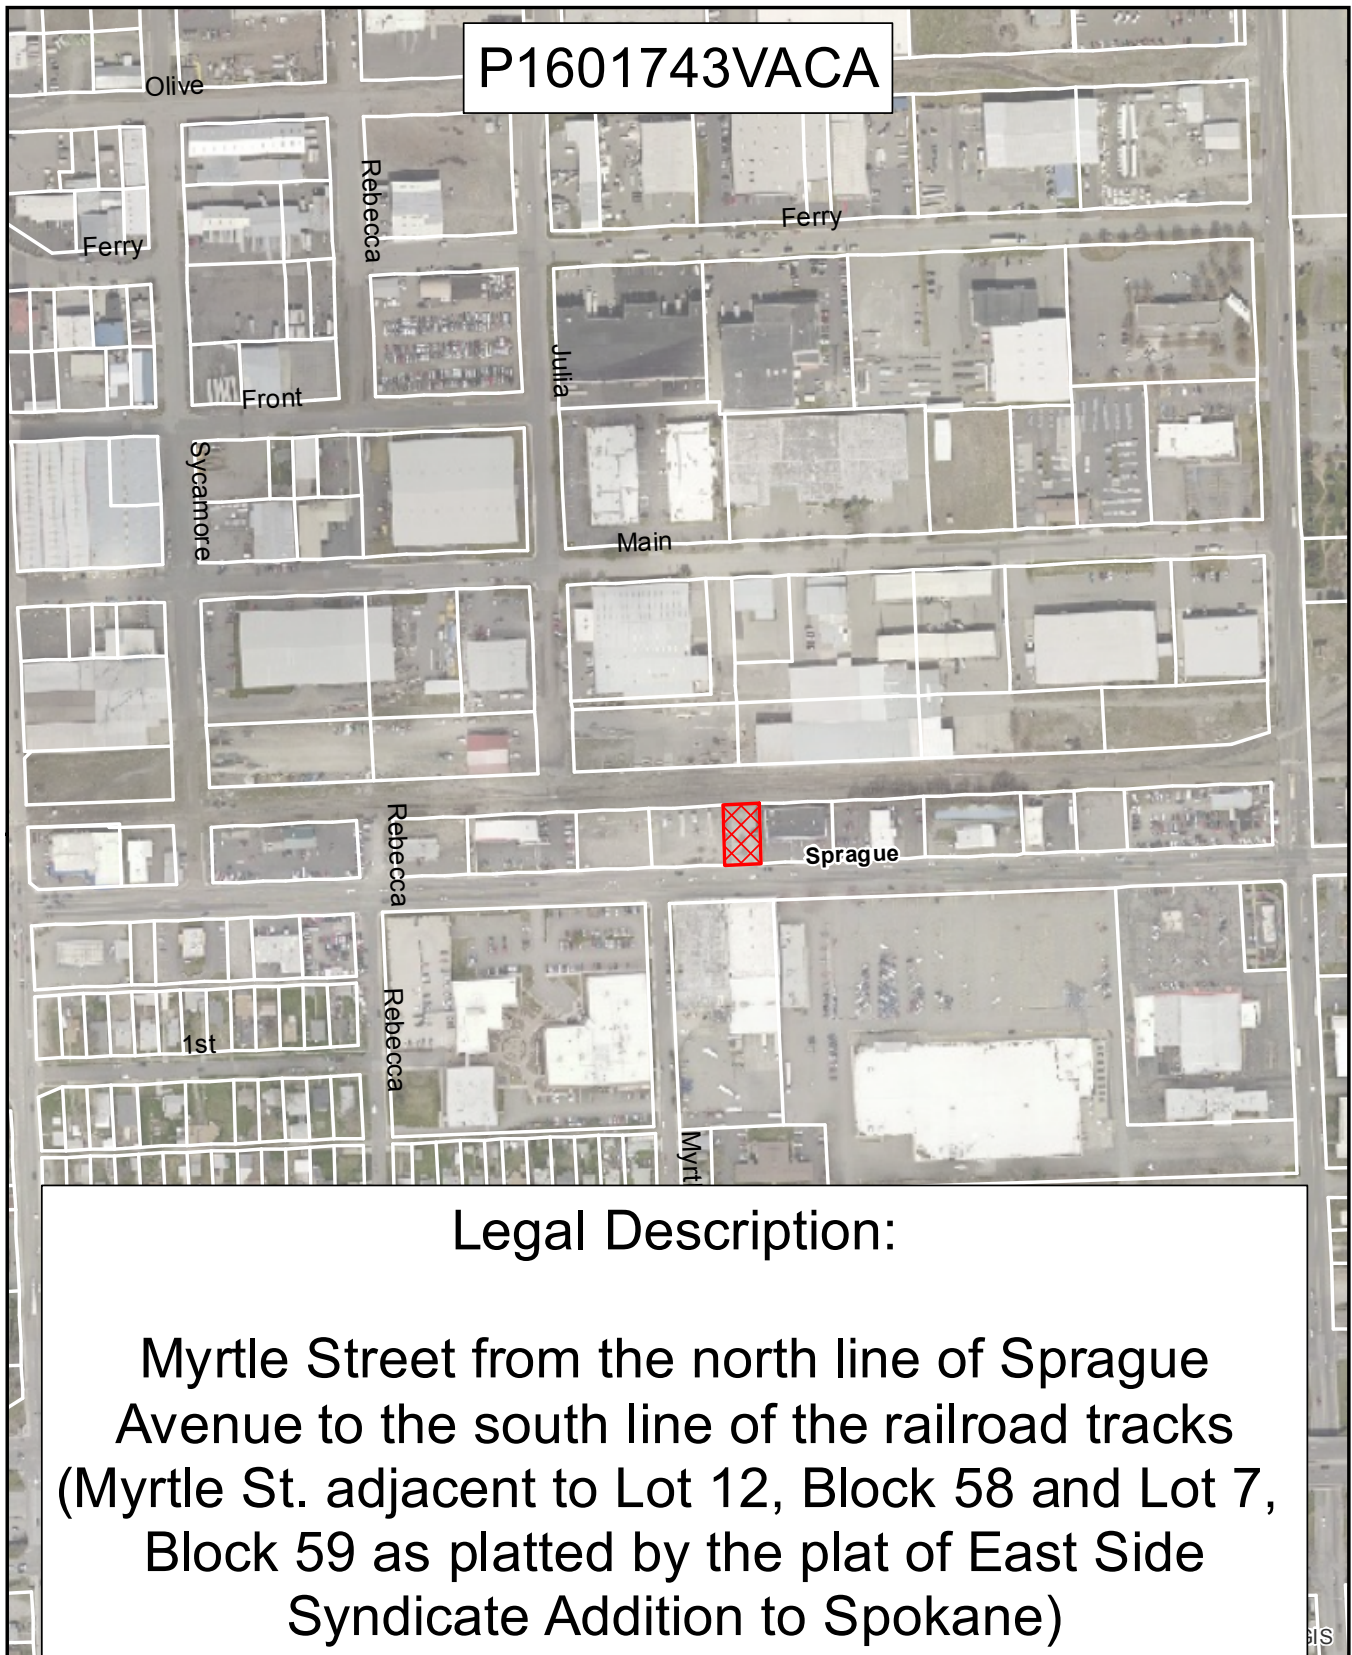 P1601743VACA
Olive
Rebecca
Ferry
Ferry
Julia
Front
Sycamore
Main
Rebecca
Sprague
Rebecca
1st
Myrtl
Legal Description:
Myrtle Street from the north line of Sprague
Avenue to the south line of the railroad tracks
(Myrtle St. adjacent to Lot 12, Block 58 and Lot 7,
Block 59 as platted by the plat of East Side
Syndicate Addition to Spokane)
GIS